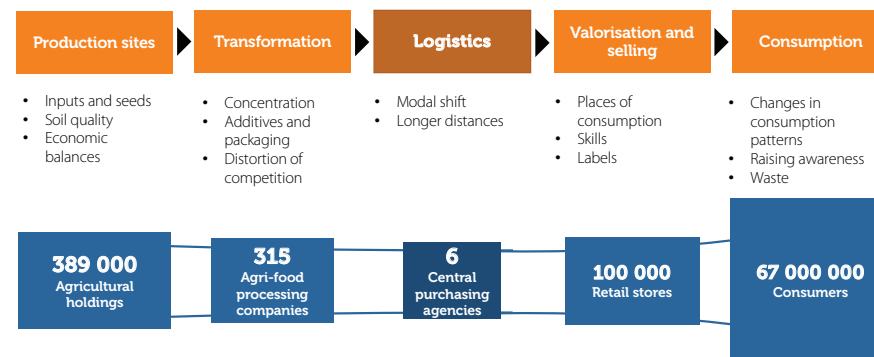 Production sites
Transformation
Logistics
Valorisation and
selling
Consumption
• Inputs and seeds
• Soil quality
• Economic
balances
• Concentration
• Additives and
packaging
• Distortion of
competition
• Modal shift
• Longer distances
• Places of
consumption
• Skills
• Labels
• Changes in
consumption
patterns
• Raising awareness
• Waste
389 000
Agricultural
holdings
315
Agri-food
processing
companies
6
Central
purchasing
agencies
100 000
Retail stores
67 000 000
Consumers